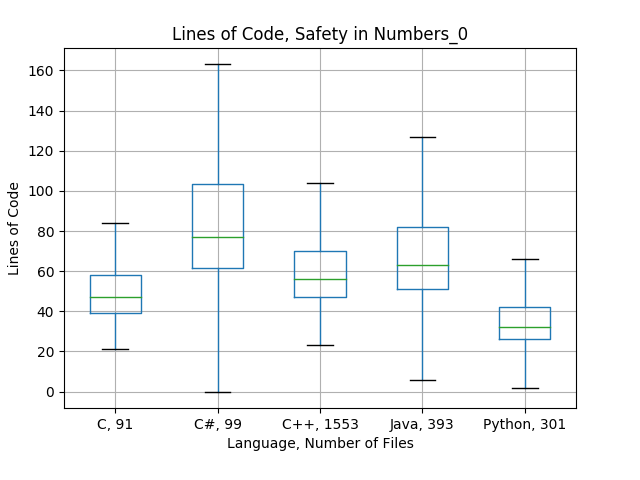 Lines of Code, Safety in Numbers_0
160
140
120
100
80
60
40
20
0
Lines of Code
C, 91
C#, 99
C++, 1553
Java, 393
Python, 301
Language, Number of Files